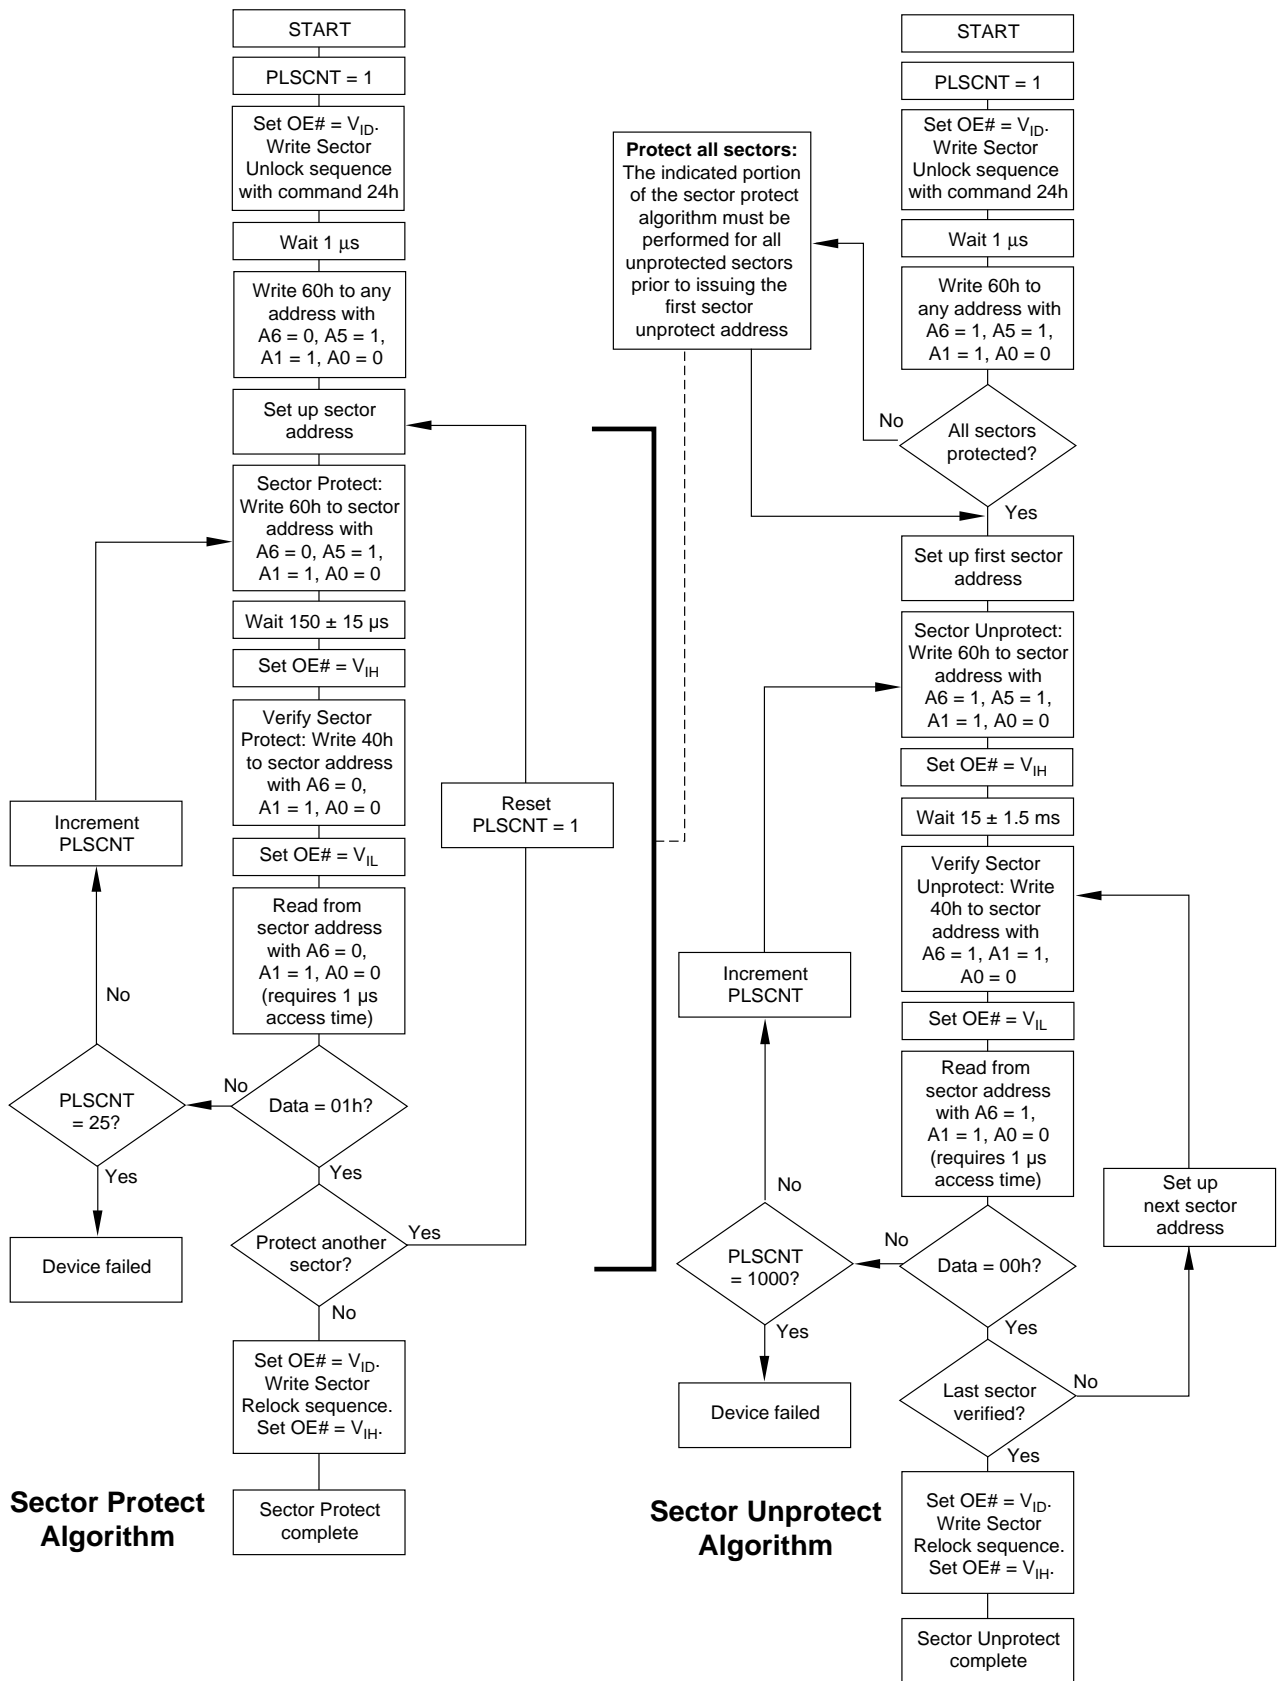 START
PLSCNT = 1
Set OE# = VID.
Write Sector
Unlock sequence
with command 24h
Wait 1 μs
Write 60h to any
address with
A6 = 0, A5 = 1,
A1 = 1, A0 = 0
Set up sector
address
Sector Protect:
Write 60h to sector
address with
A6 = 0, A5 = 1,
A1 = 1, A0 = 0
Wait 150 ± 15 µs
Set OE# = VIH
Verify Sector
Protect: Write 40h
to sector address
with A6 = 0,
A1 = 1, A0 = 0
Set OE# = VIL
Read from
sector address
with A6 = 0,
A1 = 1, A0 = 0
(requires 1 µs
access time)
Data = 01h?
No
PLSCNT
= 25?
No
Increment
PLSCNT
Yes
Device failed
Yes
Protect another
sector?
Yes
Reset
PLSCNT = 1
No
Set OE# = VID.
Write Sector
Relock sequence.
Set OE# = VIH.
Sector Protect
complete
Sector Protect
Algorithm
Protect all sectors:
The indicated portion
of the sector protect
algorithm must be
performed for all
unprotected sectors
prior to issuing the
first sector
unprotect address
START
PLSCNT = 1
Set OE# = VID.
Write Sector
Unlock sequence
with command 24h
Wait 1 μs
Write 60h to
any address with
A6 = 1, A5 = 1,
A1 = 1, A0 = 0
No
All sectors
protected?
Yes
Set up first sector
address
Sector Unprotect:
Write 60h to sector
address with
A6 = 1, A5 = 1,
A1 = 1, A0 = 0
Set OE# = VIH
Wait 15 ± 1.5 ms
Verify Sector
Unprotect: Write
40h to sector
address with
A6 = 1, A1 = 1,
A0 = 0
Set OE# = VIL
Read from
sector address
with A6 = 1,
A1 = 1, A0 = 0
(requires 1 µs
access time)
Data = 00h?
No
PLSCNT
= 1000?
No
Increment
PLSCNT
Yes
Device failed
Yes
Last sector
verified?
No
Set up
next sector
address
Yes
Set OE# = VID.
Write Sector
Relock sequence.
Set OE# = VIH.
Sector Unprotect
complete
Sector Unprotect
Algorithm